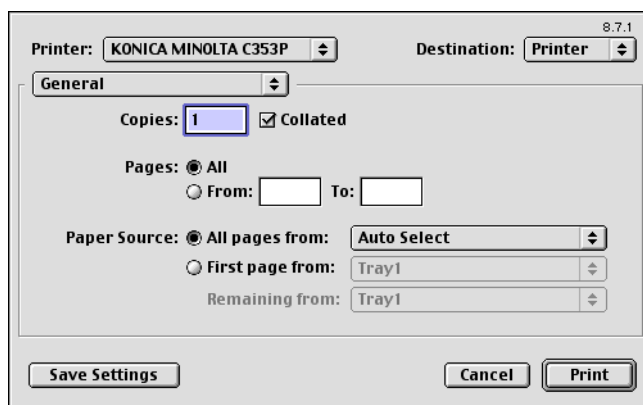 8.7.1
Printer: KONICA MINOLTA C353P Destination: Printer
General
Copies: 1 Collated
Pages: All
From: To:
Paper Source: All pages from: Auto Select
First page from: Tray1
Remaining from: Tray1
Save Settings Cancel Print